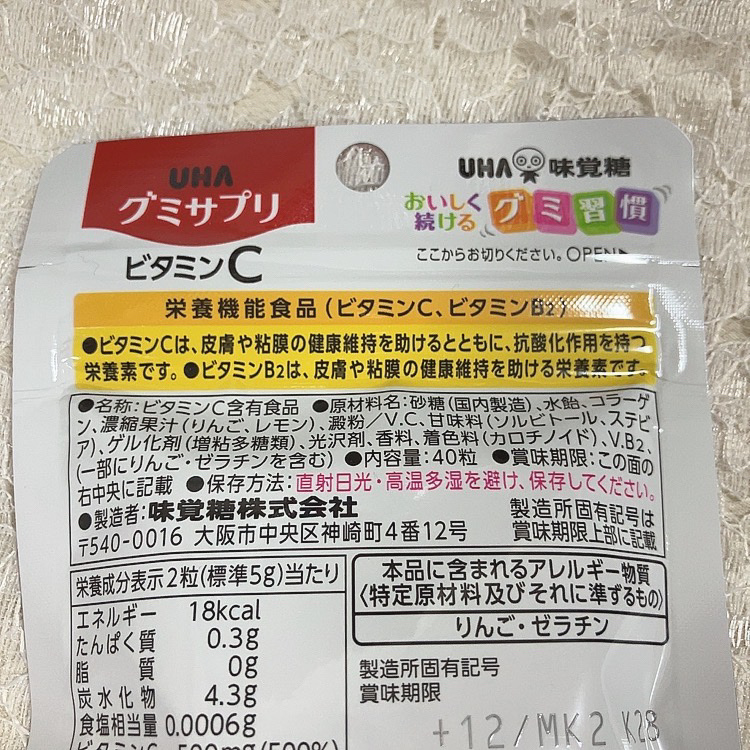 UHA
グミサプリ
UHA 味覚糖
おいしく
続ける グミ習慣
ここからお切りください。OPEN▶
ビタミンC
栄養機能食品(ビタミンC、ビタミンB2)
●ビタミンCは、皮膚や粘膜の健康維持を助けるとともに、抗酸化作用を持つ
栄養素です。●ビタミンB2は、皮膚や粘膜の健康維持を助ける栄養素です。
●名称:ビタミンC含有食品 ●原材料名:砂糖(国内製造)、水飴、コラーゲ
ン、濃縮果汁(りんご、レモン)、澱粉/V.C、甘味料(ソルビトール、ステビ
ア)、ゲル化剤(増粘多糖類)、光沢剤、香料、着色料(カロチノイド)、V.B2、
(一部にりんご・ゼラチンを含む) ●内容量:40粒 ●賞味期限:この面の
右中央に記載 ●保存方法:直射日光・高温多湿を避け、保存してください。
●製造者:味覚糖株式会社
〒540-0016 大阪市中央区神崎町4番12号
製造所固有記号は
賞味期限上部に記載
栄養成分表示2粒(標準5g)当たり
エネルギー 18kcal
たんぱく質 0.3g
脂質 0g
炭水化物 4.3g
食塩相当量 0.0006g
ビタミンC 500mg(500%)
本品に含まれるアレルギー物質
〈特定原材料及びそれに準ずるもの〉
りんご・ゼラチン
製造所固有記号
賞味期限
+12/MK2 K28